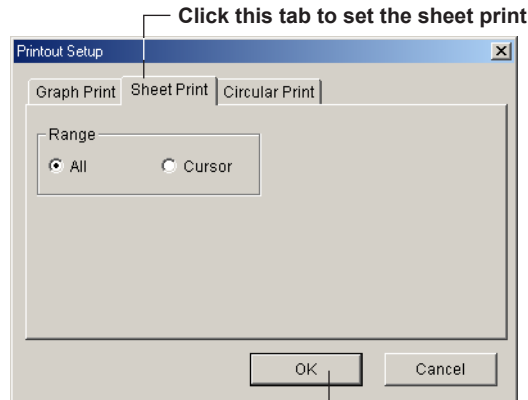 Click this tab to set the sheet print
Printout Setup
Graph Print Sheet Print Circular Print
Range
All Cursor
OK Cancel